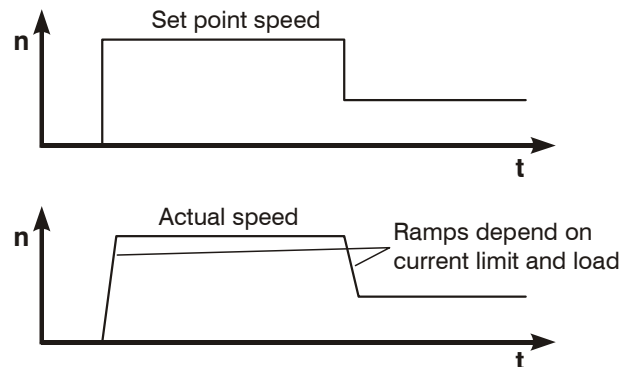 Set point speed
n
t
Actual speed
n
Ramps depend on
current limit and load
t